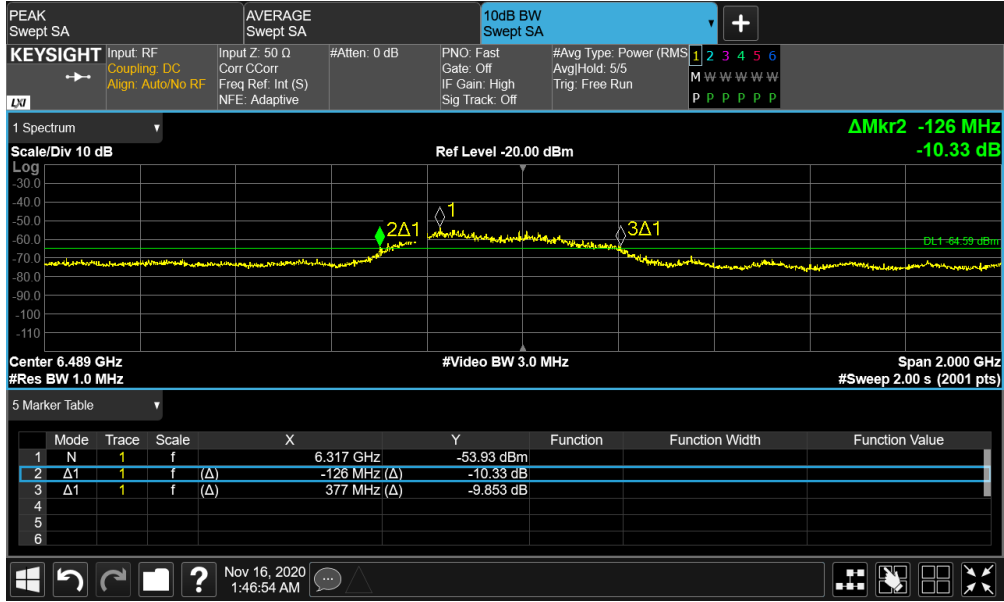 PEAK
Swept SA
AVERAGE
Swept SA
10dB BW
Swept SA
KEYSIGHT
LXI
Input: RF
Coupling: DC
Align: Auto/No RF
Input Z: 50 Ω
Corr CCorr
Freq Ref: Int (S)
NFE: Adaptive
#Atten: 0 dB
PNO: Fast
Gate: Off
IF Gain: High
Sig Track: Off
#Avg Type: Power (RMS
Avg|Hold: 5/5
Trig: Free Run
1 2 3 4 5 6
M W W W W W
P P P P P P
1 Spectrum
ΔMkr2 -126 MHz
-10.33 dB
Scale/Div 10 dB
Ref Level -20.00 dBm
Log
-30.0
-40.0
-50.0
-60.0
-70.0
-80.0
-90.0
-100
-110
2Δ1
1
3Δ1
DL1 -64.59 dBm
Center 6.489 GHz
#Video BW 3.0 MHz
Span 2.000 GHz
#Res BW 1.0 MHz
#Sweep 2.00 s (2001 pts)
5 Marker Table
Mode Trace Scale X Y Function Function Width Function Value
1 N 1 f 6.317 GHz -53.93 dBm
2 Δ1 1 f (Δ) -126 MHz (Δ) -10.33 dB
3 Δ1 1 f (Δ) 377 MHz (Δ) -9.853 dB
4
5
6
?
Nov 16, 2020
1:46:54 AM